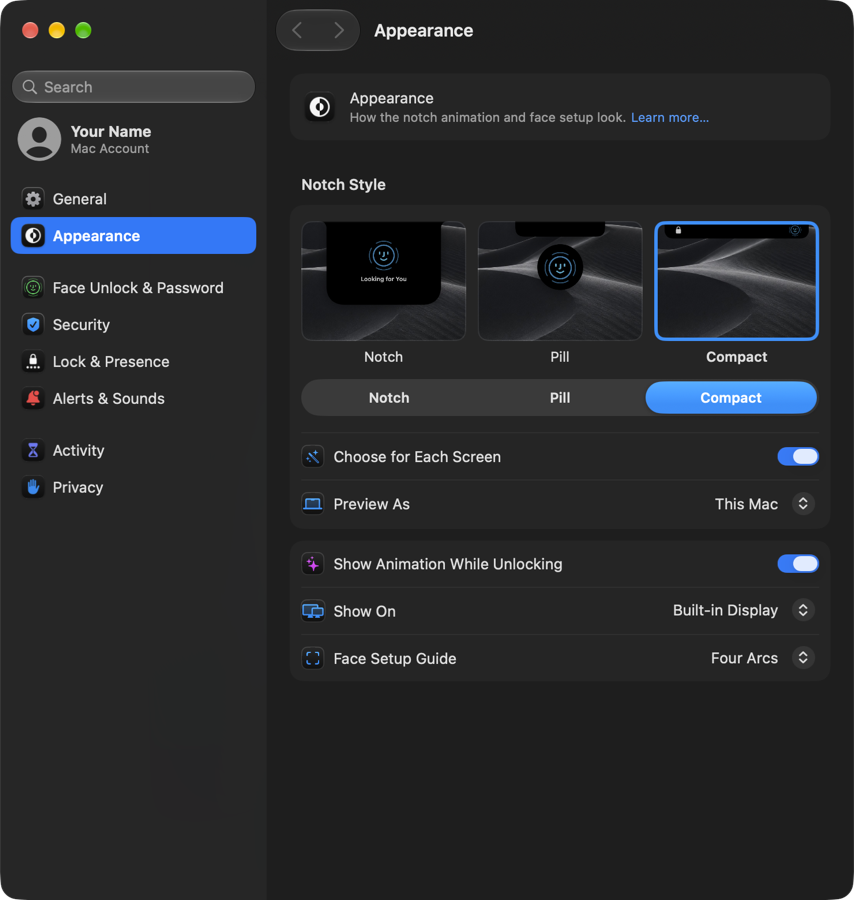 Appearance
Search
Your Name
Mac Account
General
Appearance
Face Unlock & Password
Security
Lock & Presence
Alerts & Sounds
Activity
Privacy
Appearance
How the notch animation and face setup look. Learn more...
Notch Style
Looking for You
Notch Pill Compact
Notch Pill Compact
Choose for Each Screen
Preview As This Mac
Show Animation While Unlocking
Show On Built-in Display
Face Setup Guide Four Arcs